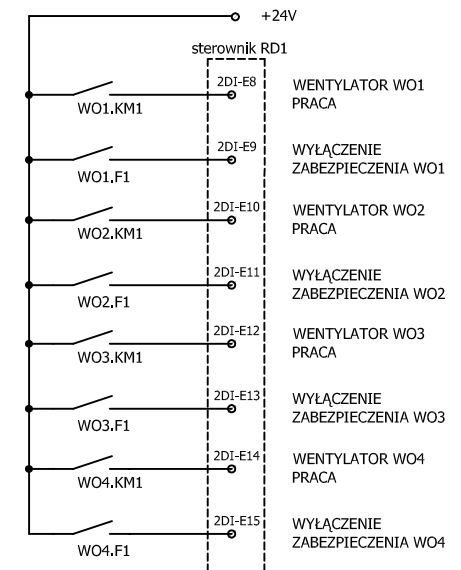 +24V
sterownik RD1
2DI-E8
WENTYLATOR WO1
PRACA
WO1.KM1
2DI-E9
WYŁĄCZENIE
ZABEZPIECZENIA WO1
WO1.F1
2DI-E10
WENTYLATOR WO2
PRACA
WO2.KM1
2DI-E11
WYŁĄCZENIE
ZABEZPIECZENIA WO2
WO2.F1
2DI-E12
WENTYLATOR WO3
PRACA
WO3.KM1
2DI-E13
WYŁĄCZENIE
ZABEZPIECZENIA WO3
WO3.F1
2DI-E14
WENTYLATOR WO4
PRACA
WO4.KM1
2DI-E15
WYŁĄCZENIE
ZABEZPIECZENIA WO4
WO4.F1